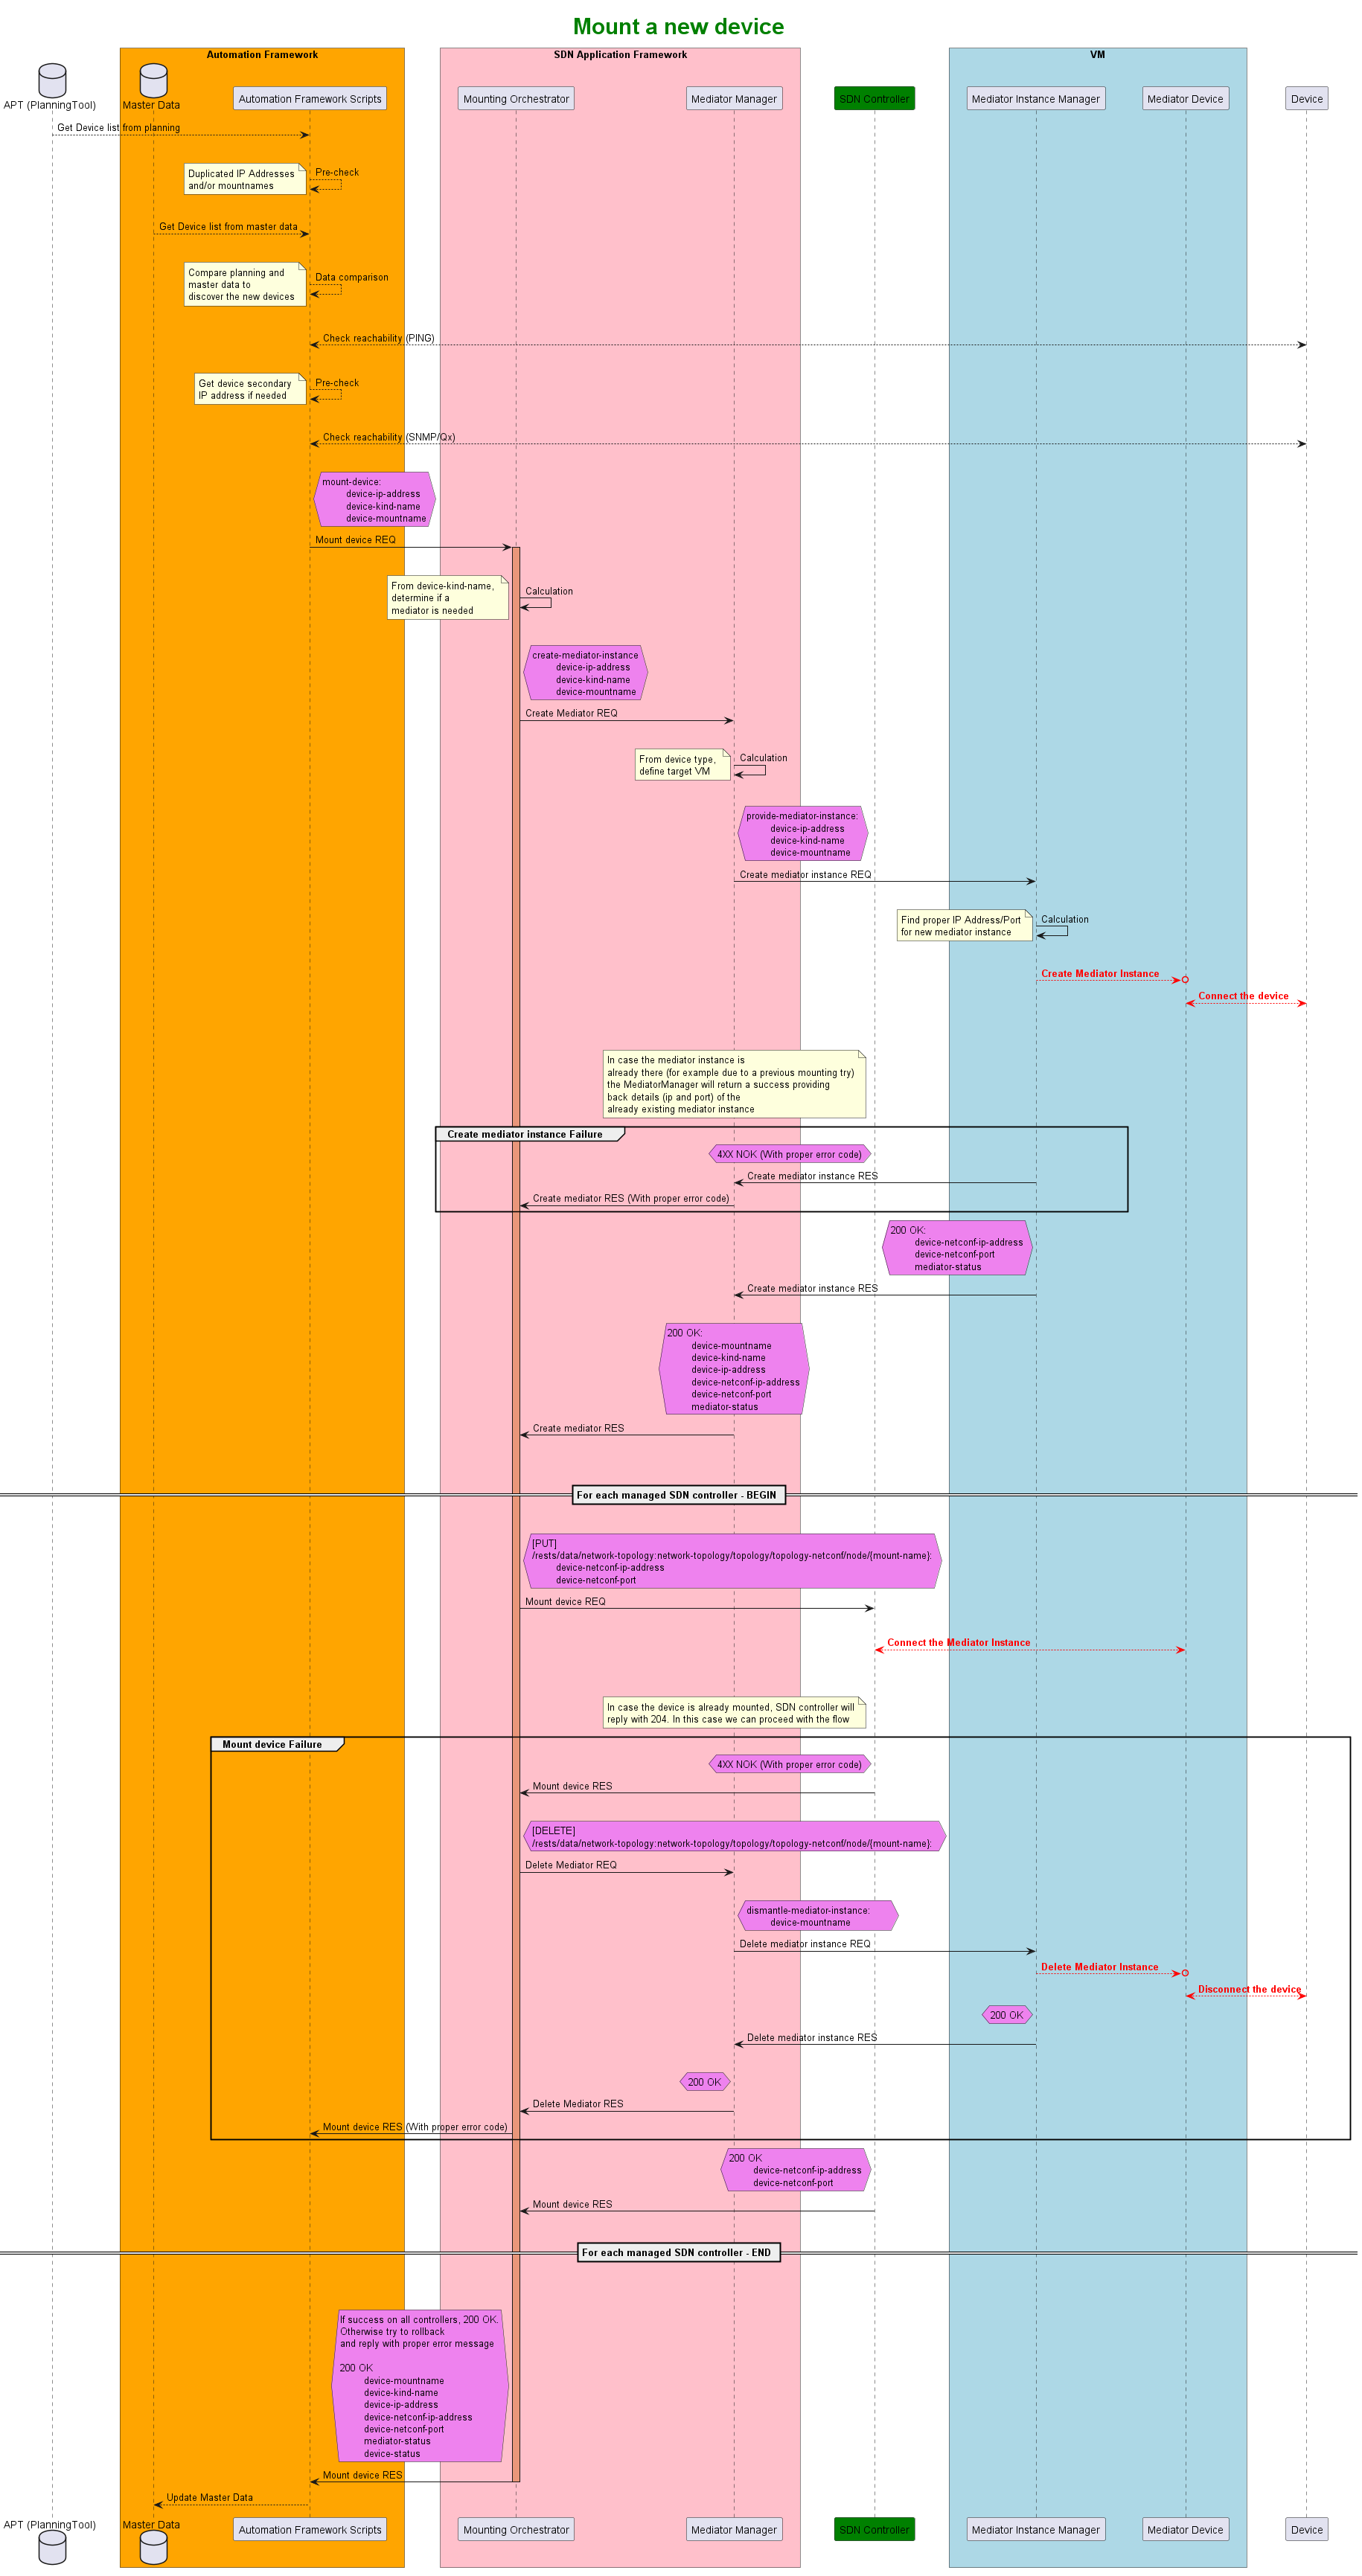 Mount a new device
Automation Framework
SDN Application Framework
VM
APT (PlanningTool)
Master Data
Automation Framework Scripts
Mounting Orchestrator
Mediator Manager
SDN Controller
Mediator Instance Manager
Mediator Device
Device
Get Device list from planning
Duplicated IP Addresses
and/or mountnames
Pre-check
Get Device list from master data
Compare planning and
master data to
discover the new devices
Data comparison
Check reachability (PING)
Get device secondary
IP address if needed
Pre-check
Check reachability (SNMP/Qx)
mount-device:
device-ip-address
device-kind-name
device-mountname
Mount device REQ
From device-kind-name,
determine if a
mediator is needed
Calculation
create-mediator-instance
device-ip-address
device-kind-name
device-mountname
Create Mediator REQ
From device type,
define target VM
Calculation
provide-mediator-instance:
device-ip-address
device-kind-name
device-mountname
Create mediator instance REQ
Find proper IP Address/Port
for new mediator instance
Calculation
Create Mediator Instance
Connect the device
In case the mediator instance is
already there (for example due to a previous mounting try)
the MediatorManager will return a success providing
back details (ip and port) of the
already existing mediator instance
Create mediator instance Failure
4XX NOK (With proper error code)
Create mediator instance RES
Create mediator RES (With proper error code)
200 OK:
device-netconf-ip-address
device-netconf-port
mediator-status
Create mediator instance RES
200 OK:
device-mountname
device-kind-name
device-ip-address
device-netconf-ip-address
device-netconf-port
mediator-status
Create mediator RES
For each managed SDN controller - BEGIN
[PUT]
/rests/data/network-topology:network-topology/topology/topology-netconf/node/{mount-name}:
device-netconf-ip-address
device-netconf-port
Mount device REQ
Connect the Mediator Instance
In case the device is already mounted, SDN controller will
reply with 204. In this case we can proceed with the flow
Mount device Failure
4XX NOK (With proper error code)
Mount device RES
[DELETE]
/rests/data/network-topology:network-topology/topology/topology-netconf/node/{mount-name}:
Delete Mediator REQ
dismantle-mediator-instance:
device-mountname
Delete mediator instance REQ
Delete Mediator Instance
Disconnect the device
200 OK
Delete mediator instance RES
200 OK
Delete Mediator RES
Mount device RES (With proper error code)
200 OK
device-netconf-ip-address
device-netconf-port
Mount device RES
For each managed SDN controller - END
If success on all controllers, 200 OK.
Otherwise try to rollback
and reply with proper error message
200 OK
device-mountname
device-kind-name
device-ip-address
device-netconf-ip-address
device-netconf-port
mediator-status
device-status
Mount device RES
Update Master Data
APT (PlanningTool)
Master Data
Automation Framework Scripts
Mounting Orchestrator
Mediator Manager
SDN Controller
Mediator Instance Manager
Mediator Device
Device